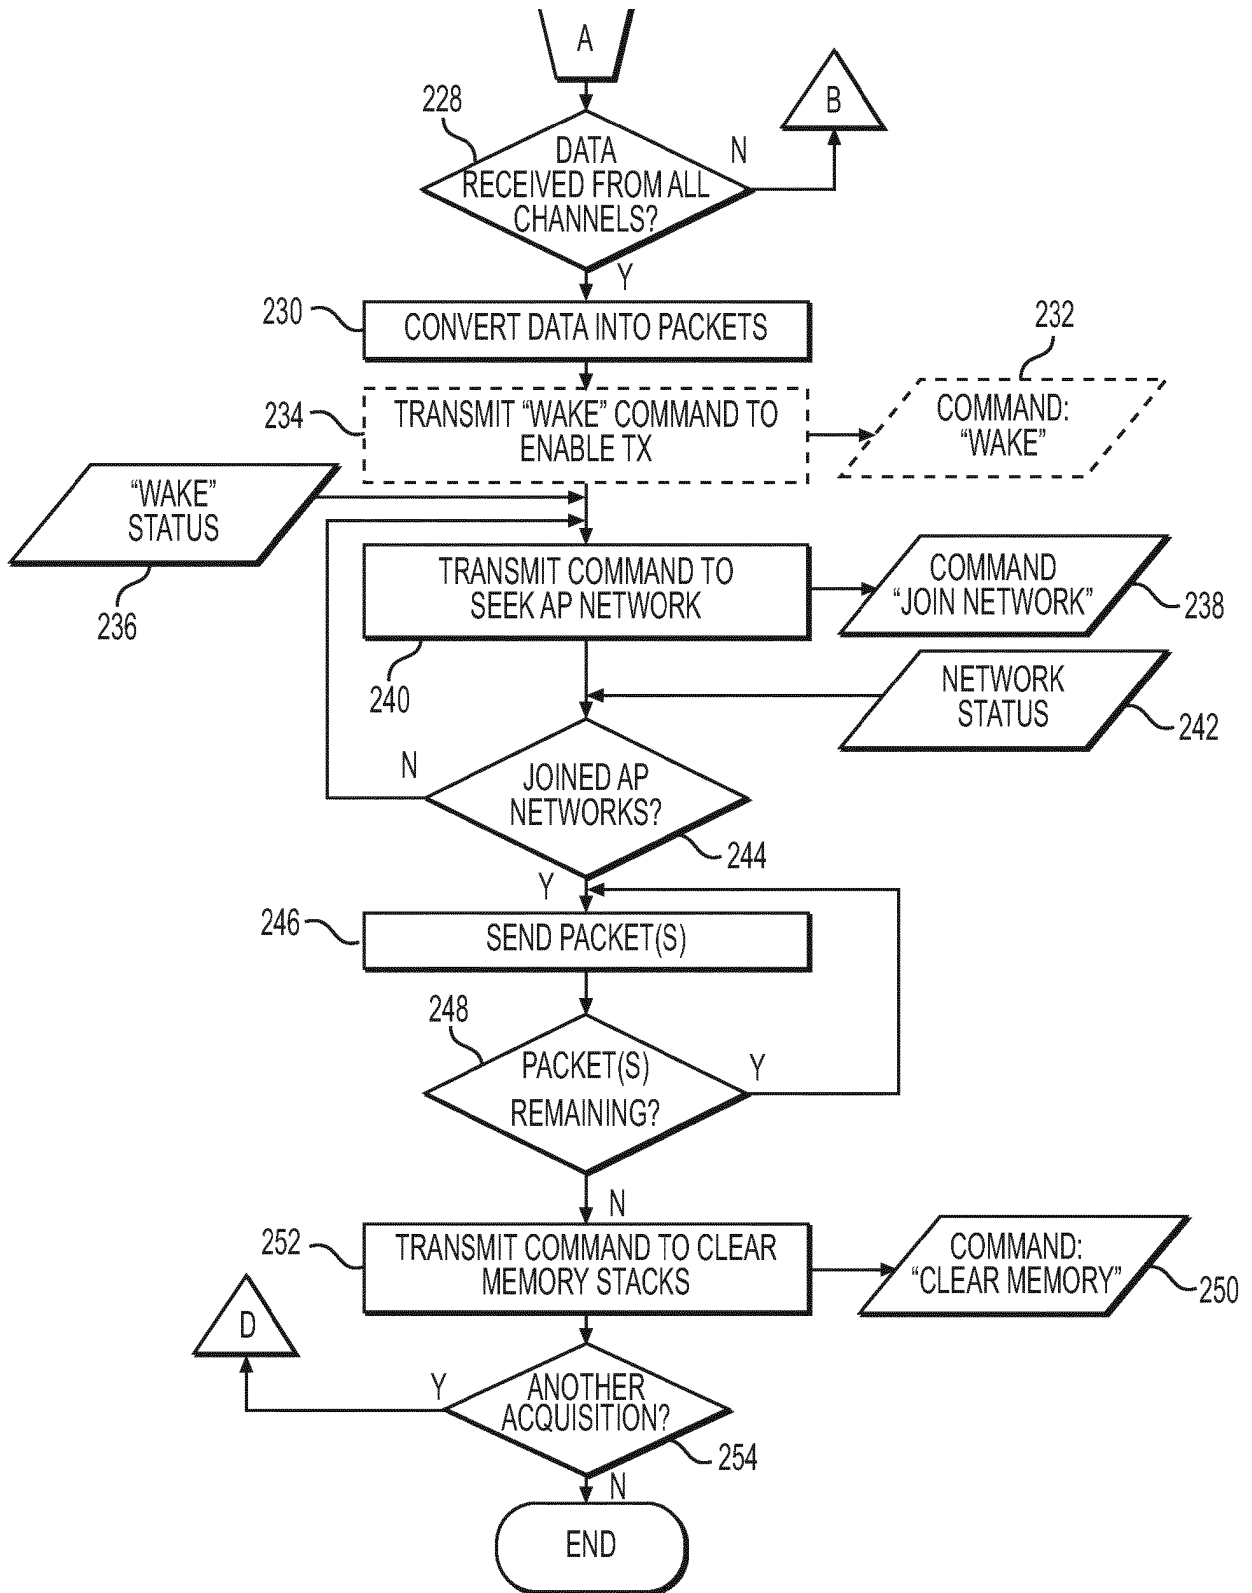 A
228
B
DATA
RECEIVED FROM ALL
CHANNELS?
N
Y
230
CONVERT DATA INTO PACKETS
232
234
TRANSMIT “WAKE” COMMAND TO
ENABLE TX
COMMAND:
“WAKE”
“WAKE”
STATUS
236
TRANSMIT COMMAND TO
SEEK AP NETWORK
COMMAND
“JOIN NETWORK”
238
240
NETWORK
STATUS
242
N
JOINED AP
NETWORKS?
244
Y
246
SEND PACKET(S)
248
PACKET(S)
REMAINING?
Y
N
252
TRANSMIT COMMAND TO CLEAR
MEMORY STACKS
COMMAND:
“CLEAR MEMORY”
250
D
Y
ANOTHER
ACQUISITION?
254
N
END